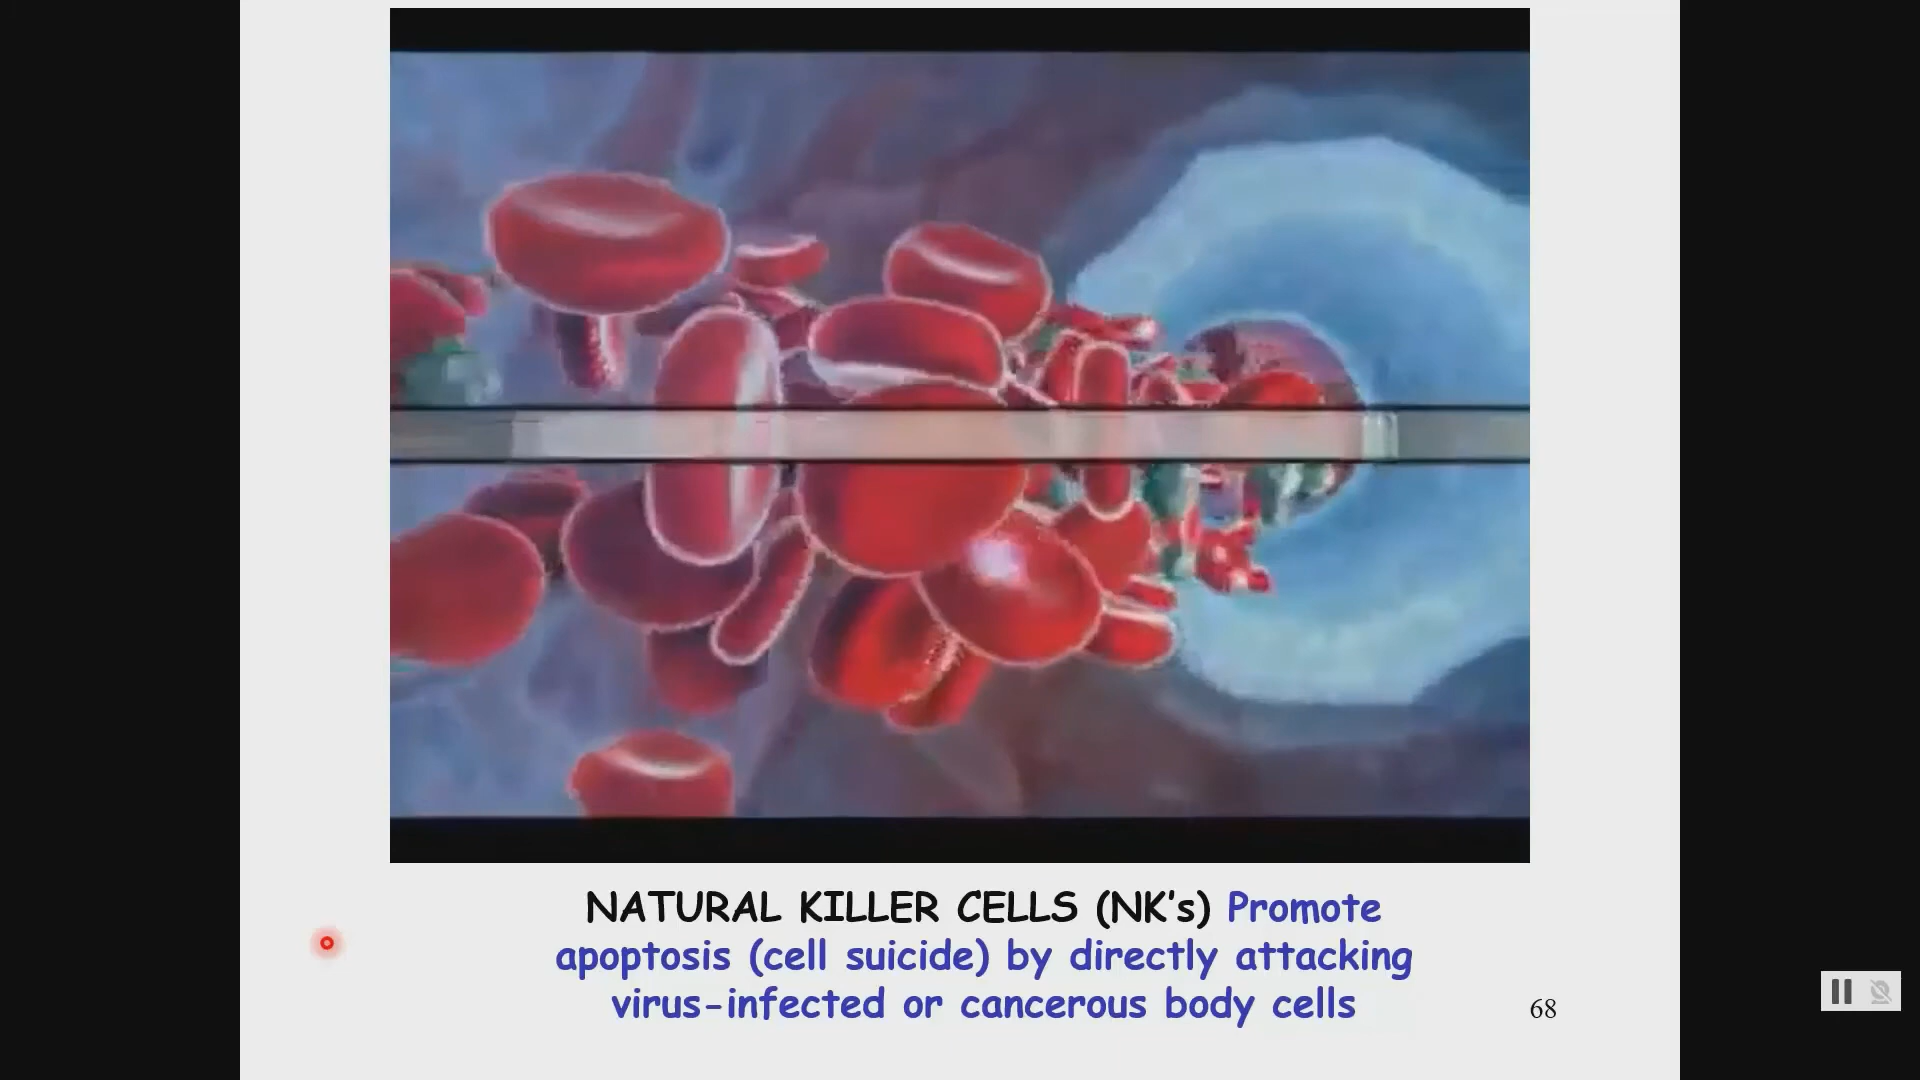 NATURAL KILLER CELLS (NK's) Promote
apoptosis (cell suicide) by directly attacking
virus-infected or cancerous body cells
68